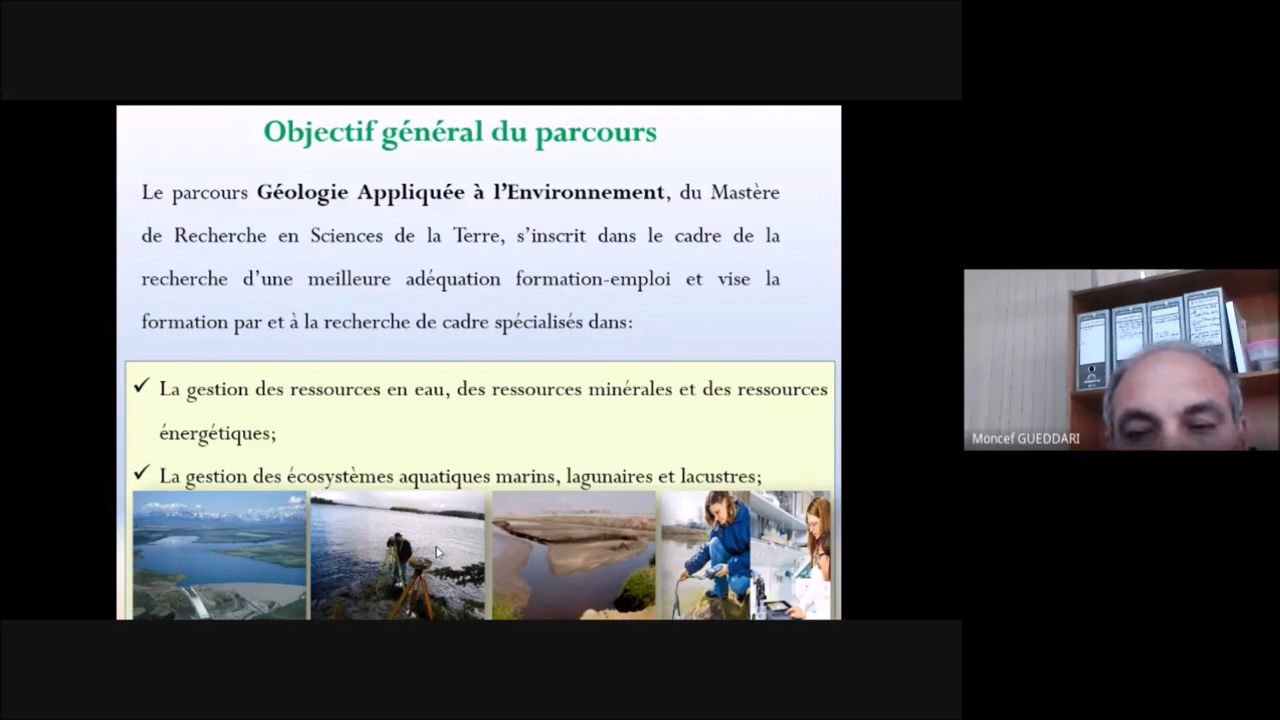 Objectif général du parcours
Le parcours Géologie Appliquée à l’Environnement, du Mastère
de Recherche en Sciences de la Terre, s’inscrit dans le cadre de la
recherche d’une meilleure adéquation formation-emploi et vise la
formation par et à la recherche de cadre spécialisés dans:
✓ La gestion des ressources en eau, des ressources minérales et des ressources
énergétiques;
✓ La gestion des écosystèmes aquatiques marins, lagunaires et lacustres;
Moncef GUEDDARI